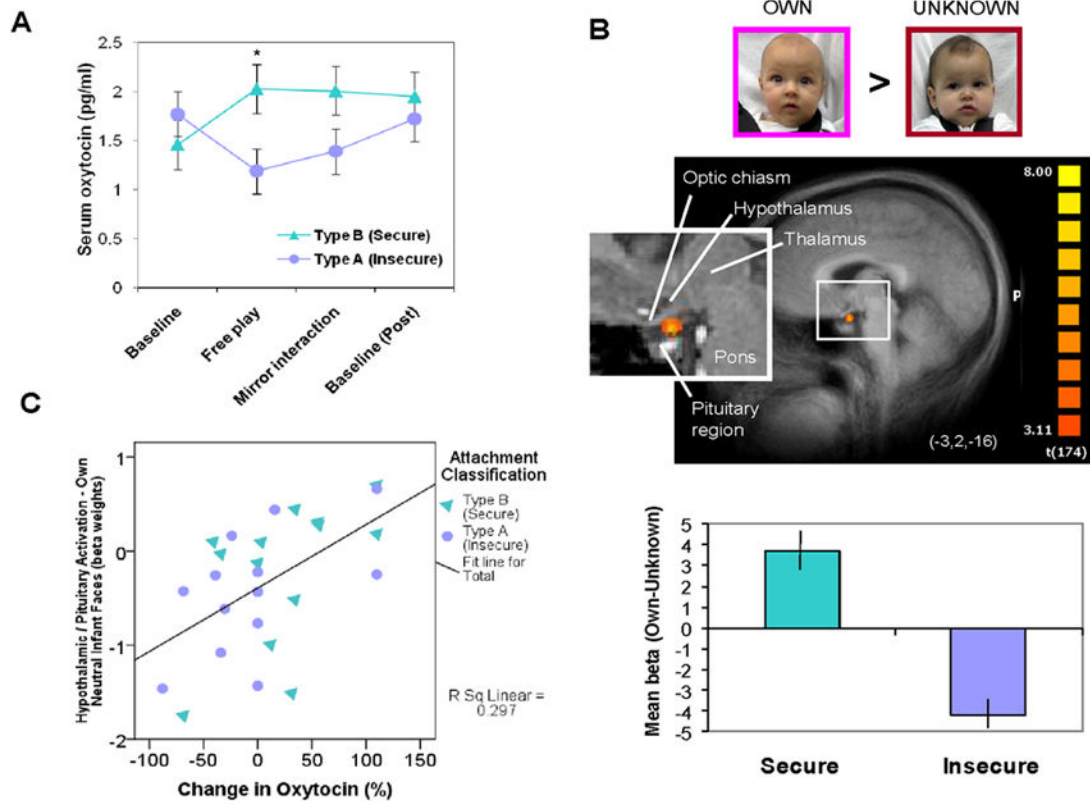 A
2.5
2
1.5
1
0.5
0
Serum oxytocin (pg/ml)
*
Type B (Secure)
Type A (Insecure)
Baseline
Free play
Mirror interaction
Baseline (Post)
B
OWN
UNKNOWN
>
Optic chiasm
Hypothalamus
Thalamus
Pons
Pituitary
region
8.00
P
3.11
t(174)
(-3,2,-16)
5
4
3
2
1
0
-1
-2
-3
-4
-5
Mean beta (Own-Unknown)
Secure
Insecure
C
Hypothalamic / Pituitary Activation - Own
Neutral Infant Faces (beta weights)
1
0
-1
-2
-100
-50
0
50
100
150
Change in Oxytocin (%)
Attachment
Classification
Type B
(Secure)
Type A
(Insecure)
Fit line for
Total
R Sq Linear =
0.297